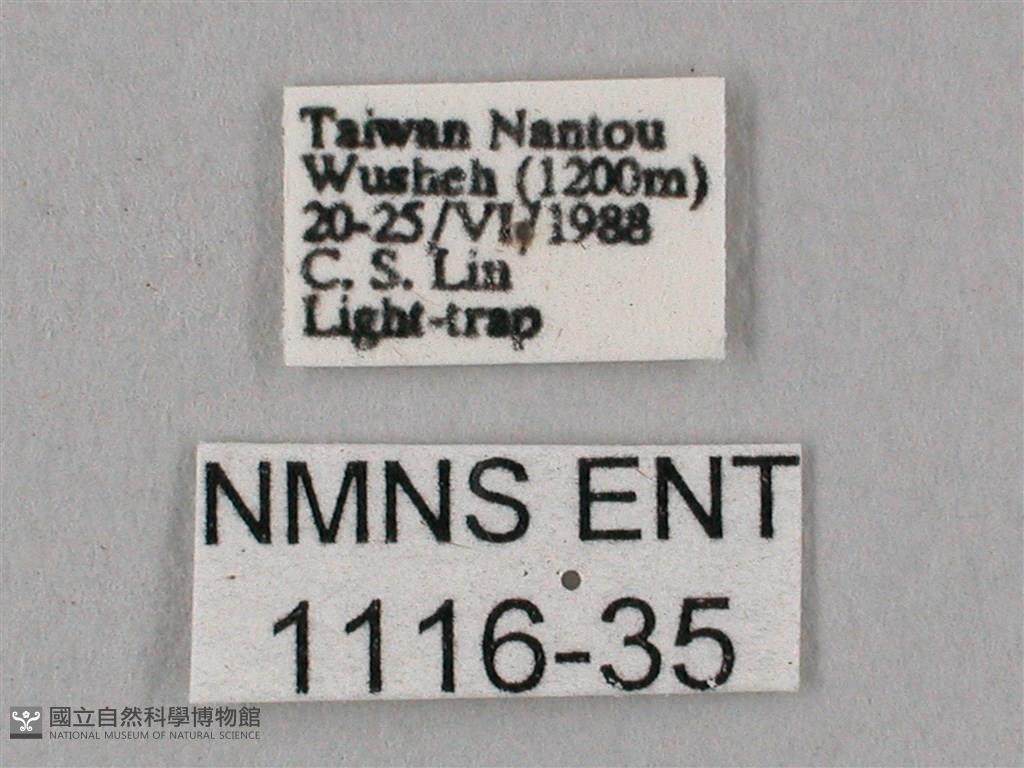 Taiwan Nantou
Wusheh (1200m)
20-25/VI/1988
C. S. Lin
Light-trap
NMNS ENT
1116-35
國立自然科學博物館
NATIONAL MUSEUM OF NATURAL SCIENCE